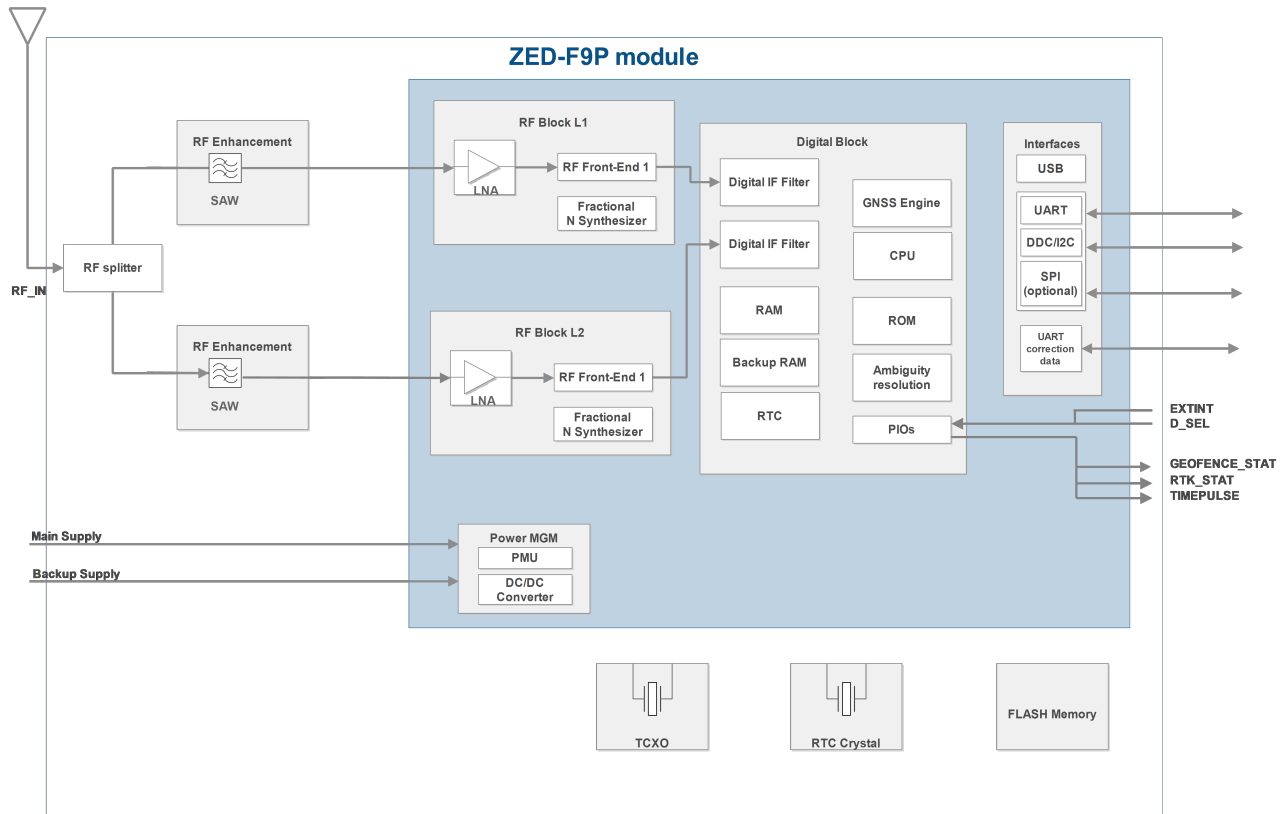 ZED-F9P module
RF_IN
RF splitter
RF Enhancement
SAW
RF Enhancement
SAW
RF Block L1
LNA
RF Front-End 1
Fractional
N Synthesizer
RF Block L2
LNA
RF Front-End 1
Fractional
N Synthesizer
Digital Block
Digital IF Filter
Digital IF Filter
RAM
Backup RAM
RTC
GNSS Engine
CPU
ROM
Ambiguity
resolution
PIOs
Interfaces
USB
UART
DDC/I2C
SPI
(optional)
UART
correction
data
EXTINT
D_SEL
GEOFENCE_STAT
RTK_STAT
TIMEPULSE
Main Supply
Backup Supply
Power MGM
PMU
DC/DC
Converter
TCXO
RTC Crystal
FLASH Memory